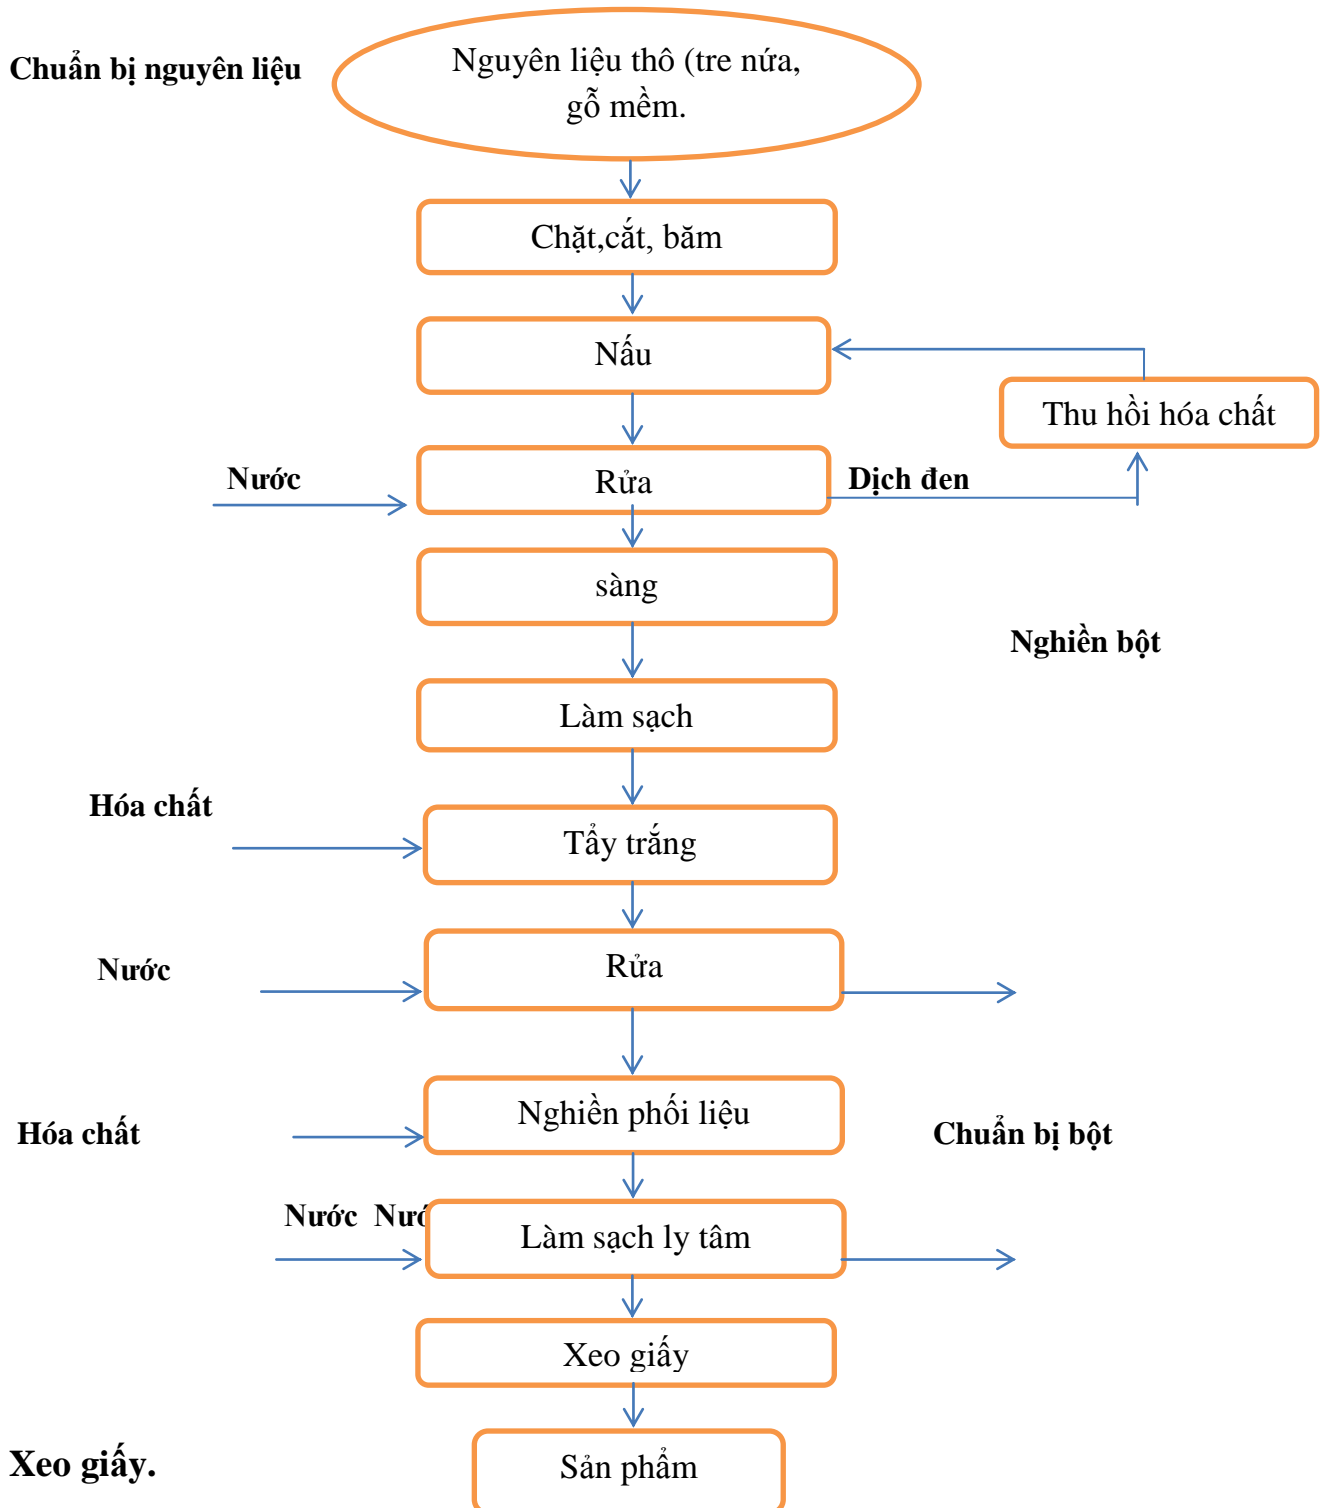 Chuẩn bị nguyên liệu
Nguyên liệu thô (tre nứa,
gỗ mềm.
Chặt,cắt, băm
Nấu
Thu hồi hóa chất
Nước
Rửa
Dịch đen
sàng
Nghiền bột
Làm sạch
Hóa chất
Tẩy trắng
Nước
Rửa
Hóa chất
Nghiền phối liệu
Chuẩn bị bột
Nước
Làm sạch ly tâm
Xeo giấy
Xeo giấy.
Sản phẩm